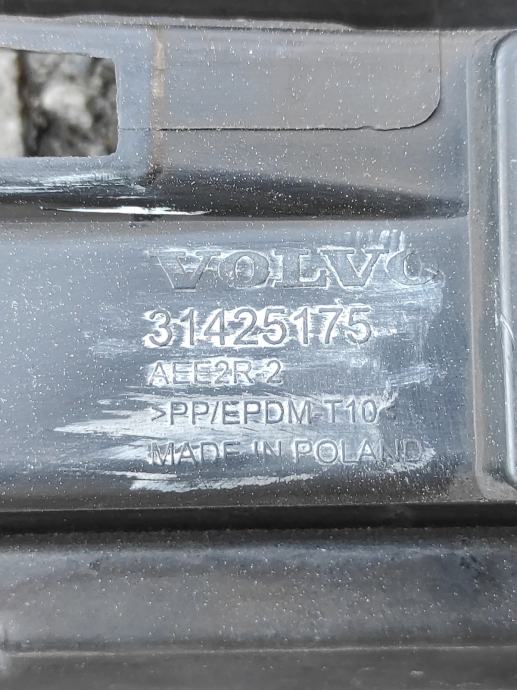 VOLVO
31425175
AEE2R-2
>PP/EPDM-T10<
MADE IN POLAND